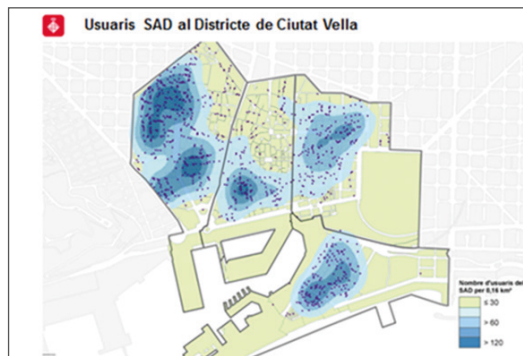 Usuaris SAD al Districte de Ciutat Vella
Nombre d'usuaris del
SAD per 0,16 km²
≤ 30
> 60
> 120